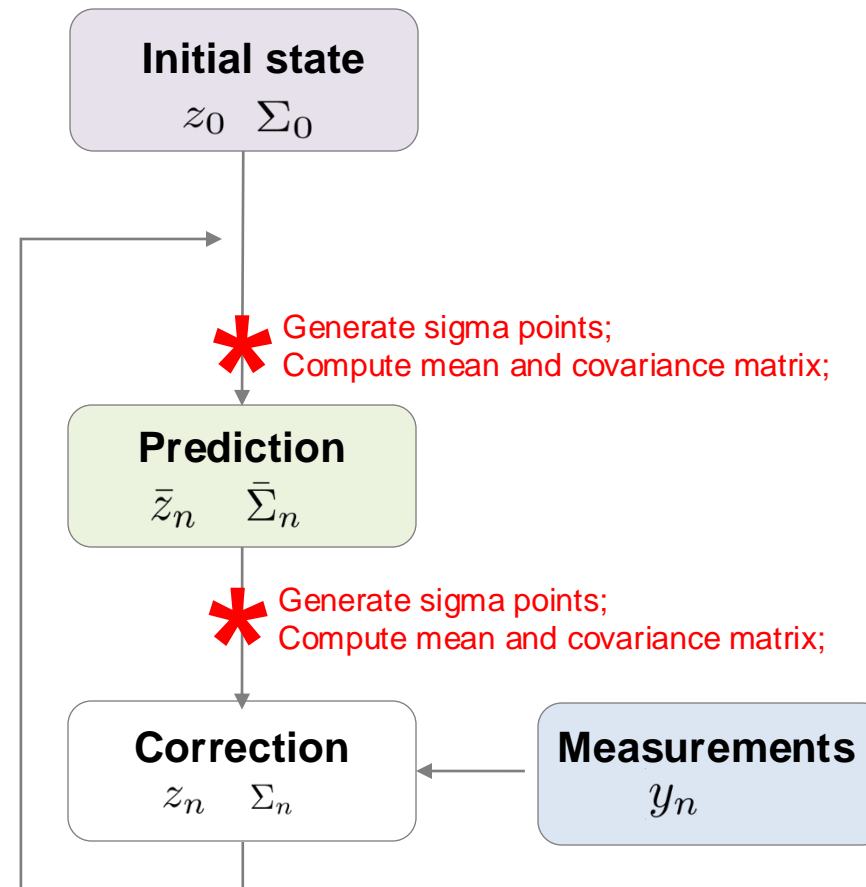 Initial state
z₀ Σ₀
* Generate sigma points;
Compute mean and covariance matrix;
Prediction
z̄ₙ Σ̄ₙ
* Generate sigma points;
Compute mean and covariance matrix;
Correction
zₙ Σₙ
Measurements
yₙ